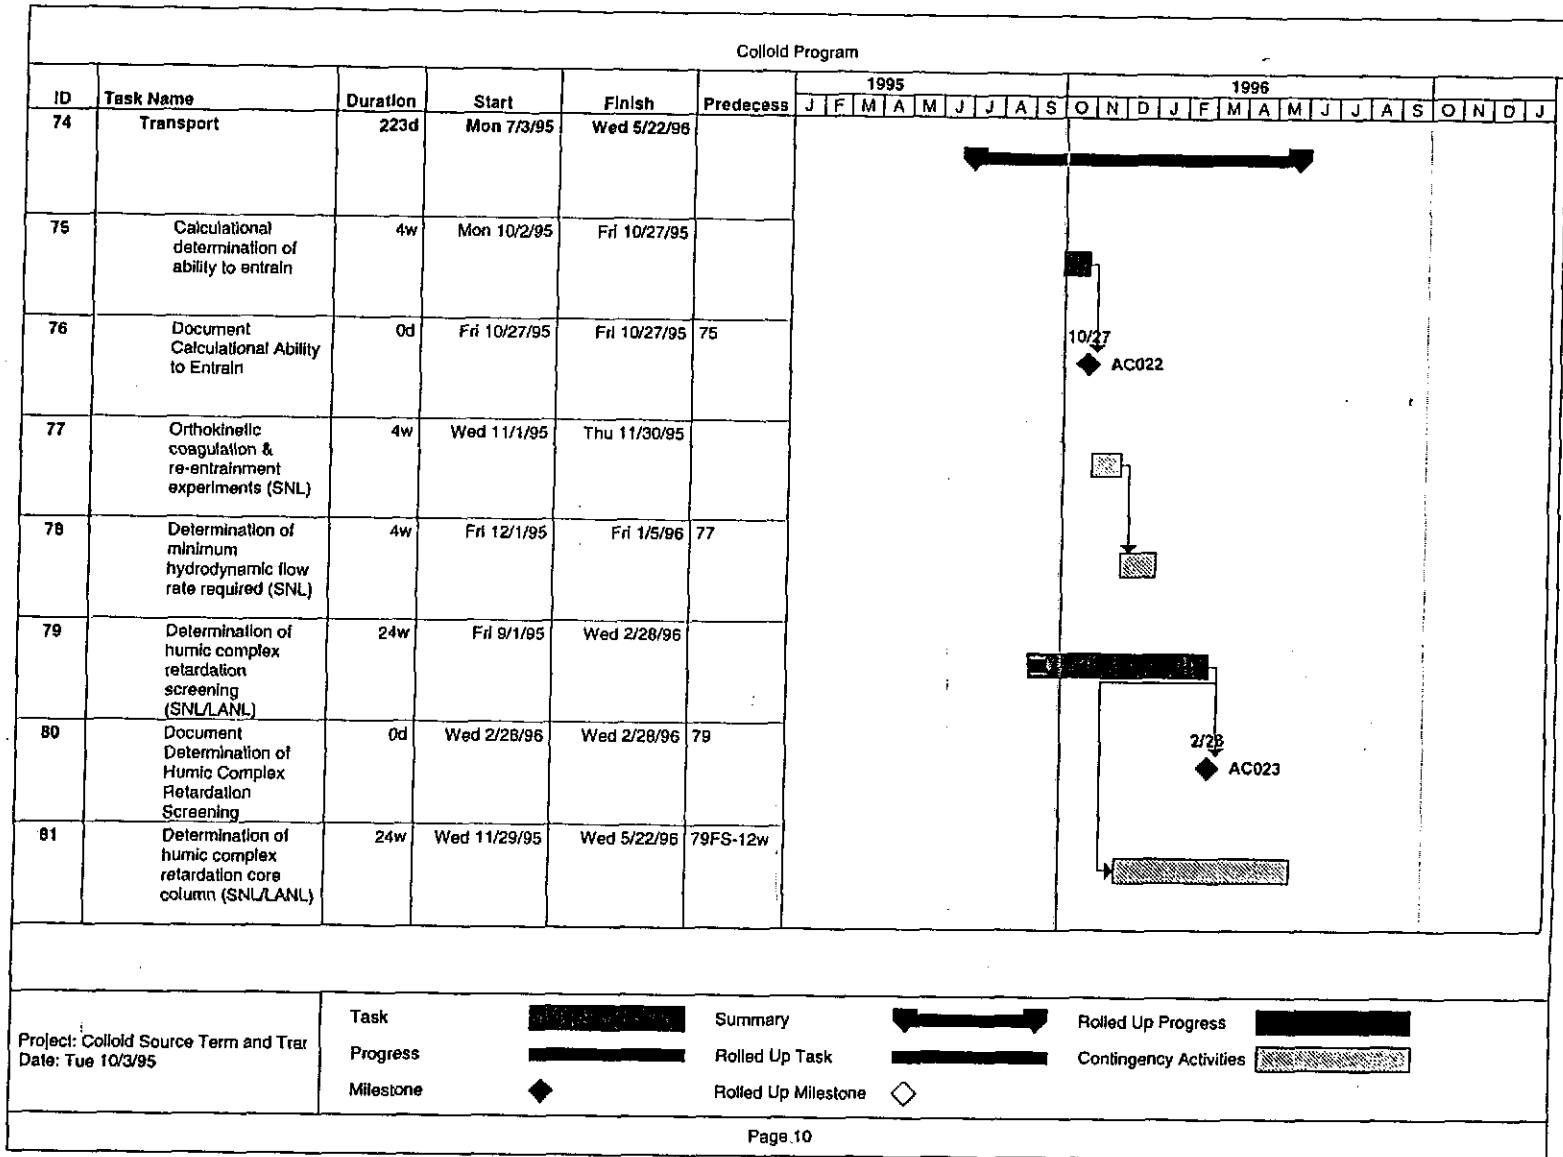 Colloid Program
ID Task Name Duration Start Finish Predecess 1995 1996
J F M A M J J A S O N D J F M A M J J A S O N D J
74 Transport 223d Mon 7/3/95 Wed 5/22/96
75 Calculational 4w Mon 10/2/95 Fri 10/27/95
determination of
ability to entrain
76 Document 0d Fri 10/27/95 Fri 10/27/95 75
Calculational Ability
to Entrain
10/27
AC022
77 Orthokinetic 4w Wed 11/1/95 Thu 11/30/95
coagulation &
re-entrainment
experiments (SNL)
78 Determination of 4w Fri 12/1/95 Fri 1/5/96 77
minimum
hydrodynamic flow
rate required (SNL)
79 Determination of 24w Fri 9/1/95 Wed 2/28/96
humic complex
retardation
screening
(SNL/LANL)
80 Document 0d Wed 2/28/96 Wed 2/28/96 79
Determination of
Humic Complex
Retardation
Screening
2/28
AC023
81 Determination of 24w Wed 11/29/95 Wed 5/22/96 79FS-12w
humic complex
retardation core
column (SNL/LANL)
Project: Colloid Source Term and Trar
Date: Tue 10/3/95
Task Summary Rolled Up Progress
Progress Rolled Up Task Contingency Activities
Milestone Rolled Up Milestone
Page 10